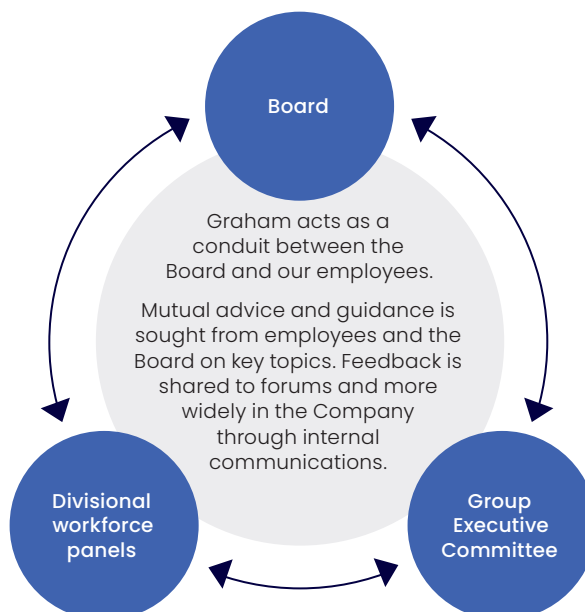 Board
Graham acts as a
conduit between the
Board and our employees.
Mutual advice and guidance is
sought from employees and the
Board on key topics. Feedback is
shared to forums and more
widely in the Company
through internal
communications.
Divisional
workforce
panels
Group
Executive
Committee